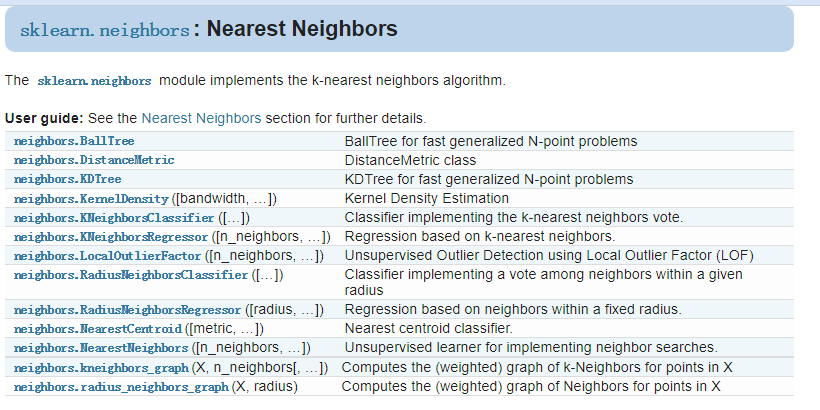 sklearn.neighbors: Nearest Neighbors
The sklearn.neighbors module implements the k-nearest neighbors algorithm.
User guide: See the Nearest Neighbors section for further details.
neighbors.BallTree BallTree for fast generalized N-point problems
neighbors.DistanceMetric DistanceMetric class
neighbors.KDTree KDTree for fast generalized N-point problems
neighbors.KernelDensity([bandwidth, …]) Kernel Density Estimation
neighbors.KNeighborsClassifier([…]) Classifier implementing the k-nearest neighbors vote.
neighbors.KNeighborsRegressor([n_neighbors, …]) Regression based on k-nearest neighbors.
neighbors.LocalOutlierFactor([n_neighbors, …]) Unsupervised Outlier Detection using Local Outlier Factor (LOF)
neighbors.RadiusNeighborsClassifier([…]) Classifier implementing a vote among neighbors within a given
radius
neighbors.RadiusNeighborsRegressor([radius, …]) Regression based on neighbors within a fixed radius.
neighbors.NearestCentroid([metric, …]) Nearest centroid classifier.
neighbors.NearestNeighbors([n_neighbors, …]) Unsupervised learner for implementing neighbor searches.
neighbors.kneighbors_graph(X, n_neighbors[, …]) Computes the (weighted) graph of k-Neighbors for points in X
neighbors.radius_neighbors_graph(X, radius) Computes the (weighted) graph of Neighbors for points in X